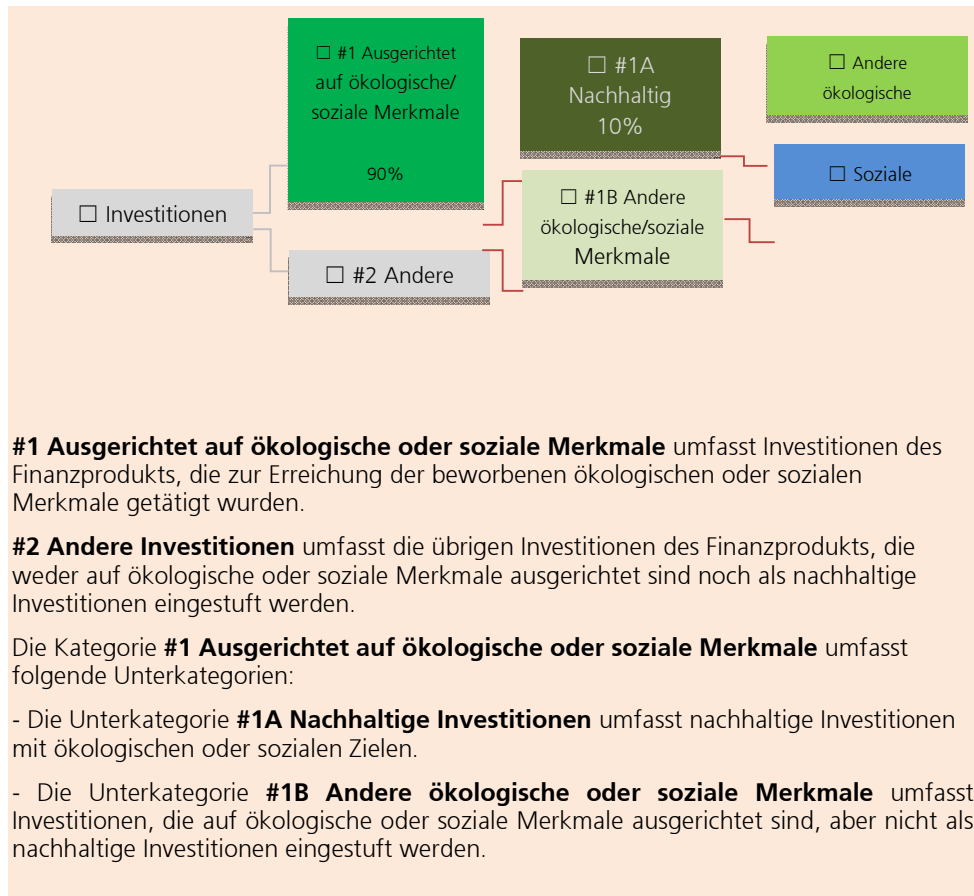 ☐ #1 Ausgerichtet
auf ökologische/
soziale Merkmale
90%
☐ #1A
Nachhaltig
10%
☐ Andere
ökologische
☐ Soziale
☐ Investitionen
☐ #1B Andere
ökologische/soziale
Merkmale
☐ #2 Andere
#1 Ausgerichtet auf ökologische oder soziale Merkmale umfasst Investitionen des
Finanzprodukts, die zur Erreichung der beworbenen ökologischen oder sozialen
Merkmale getätigt wurden.
#2 Andere Investitionen umfasst die übrigen Investitionen des Finanzprodukts, die
weder auf ökologische oder soziale Merkmale ausgerichtet sind noch als nachhaltige
Investitionen eingestuft werden.
Die Kategorie #1 Ausgerichtet auf ökologische oder soziale Merkmale umfasst
folgende Unterkategorien:
- Die Unterkategorie #1A Nachhaltige Investitionen umfasst nachhaltige Investitionen
mit ökologischen oder sozialen Zielen.
- Die Unterkategorie #1B Andere ökologische oder soziale Merkmale umfasst
Investitionen, die auf ökologische oder soziale Merkmale ausgerichtet sind, aber nicht als
nachhaltige Investitionen eingestuft werden.